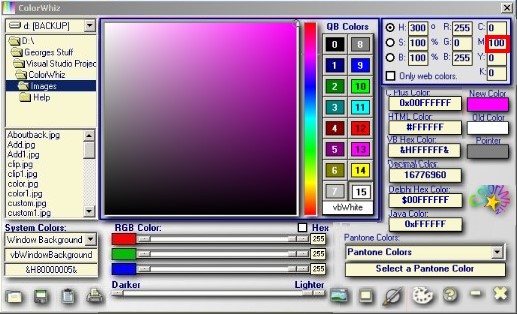 ColorWhiz
d: [BACKUP]
D:\
Georges Stuff
Visual Studio Projec
ColorWhiz
Images
Help
Aboutback.jpg
Add.jpg
Add1.jpg
clip.jpg
clip1.jpg
color.jpg
color1.jpg
custom.jpg
custom1.jpg
QB Colors
0 8
1 9
2 10
3 11
4 12
5 13
6 14
7 15
vbWhite
H: 300 o R: 255 C: 0
S: 100 % G: 0 M: 100
B: 100 % B: 255 Y: 0
Only web colors. K: 0
C Plus Color:
0x00FFFFFF
New Color
HTML Color:
#FFFFFF
Old Color
VB Hex Color:
&HFFFFFF&
Pointer
Decimal Color:
16776960
Delphi Hex Color:
$00FFFFFF
Java Color:
0xFFFFFF
System Colors:
Window Background
vbWindowBackground
&H80000005&
RGB Color:
Hex
255
255
255
Darker Lighter
Pantone Colors:
Pantone Colors
Select a Pantone Color